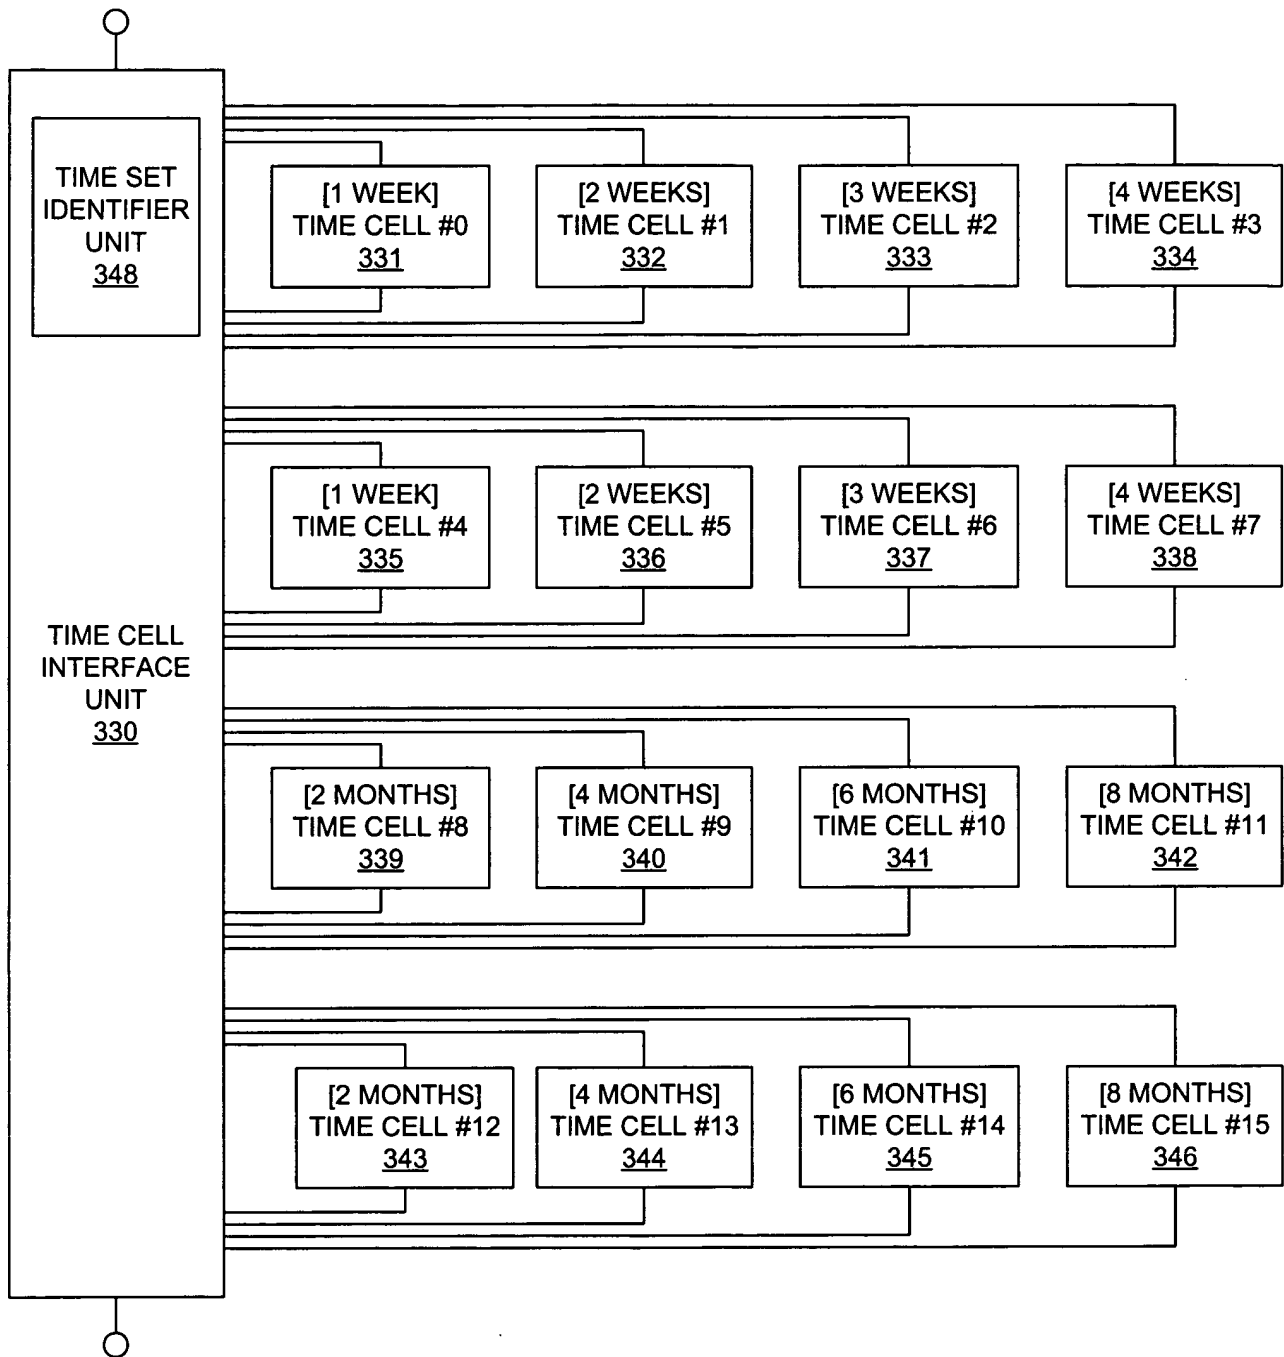 TIME SET
IDENTIFIER
UNIT
348
TIME CELL
INTERFACE
UNIT
330
[1 WEEK]
TIME CELL #0
331
[2 WEEKS]
TIME CELL #1
332
[3 WEEKS]
TIME CELL #2
333
[4 WEEKS]
TIME CELL #3
334
[1 WEEK]
TIME CELL #4
335
[2 WEEKS]
TIME CELL #5
336
[3 WEEKS]
TIME CELL #6
337
[4 WEEKS]
TIME CELL #7
338
[2 MONTHS]
TIME CELL #8
339
[4 MONTHS]
TIME CELL #9
340
[6 MONTHS]
TIME CELL #10
341
[8 MONTHS]
TIME CELL #11
342
[2 MONTHS]
TIME CELL #12
343
[4 MONTHS]
TIME CELL #13
344
[6 MONTHS]
TIME CELL #14
345
[8 MONTHS]
TIME CELL #15
346